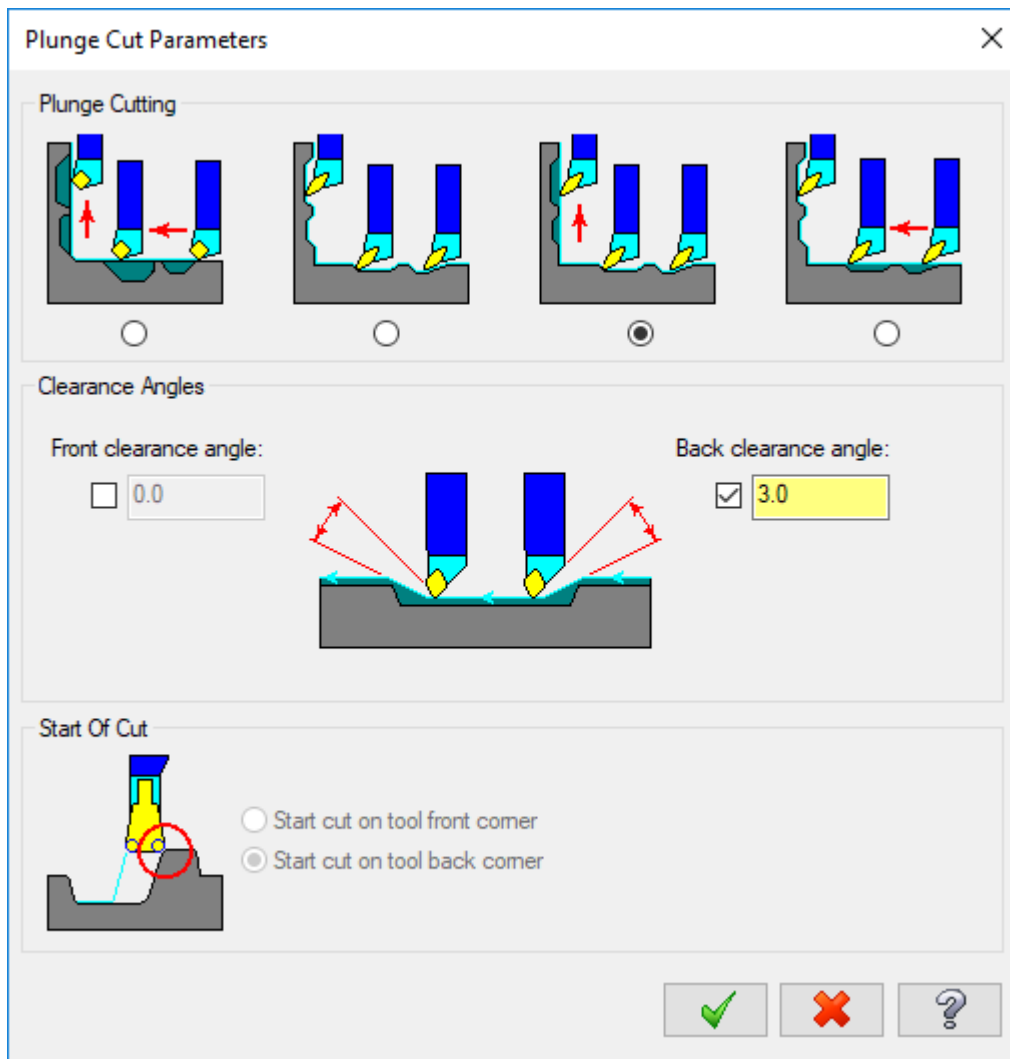 Plunge Cut Parameters
Plunge Cutting
Clearance Angles
Front clearance angle:
0.0
Back clearance angle:
3.0
Start Of Cut
Start cut on tool front corner
Start cut on tool back corner